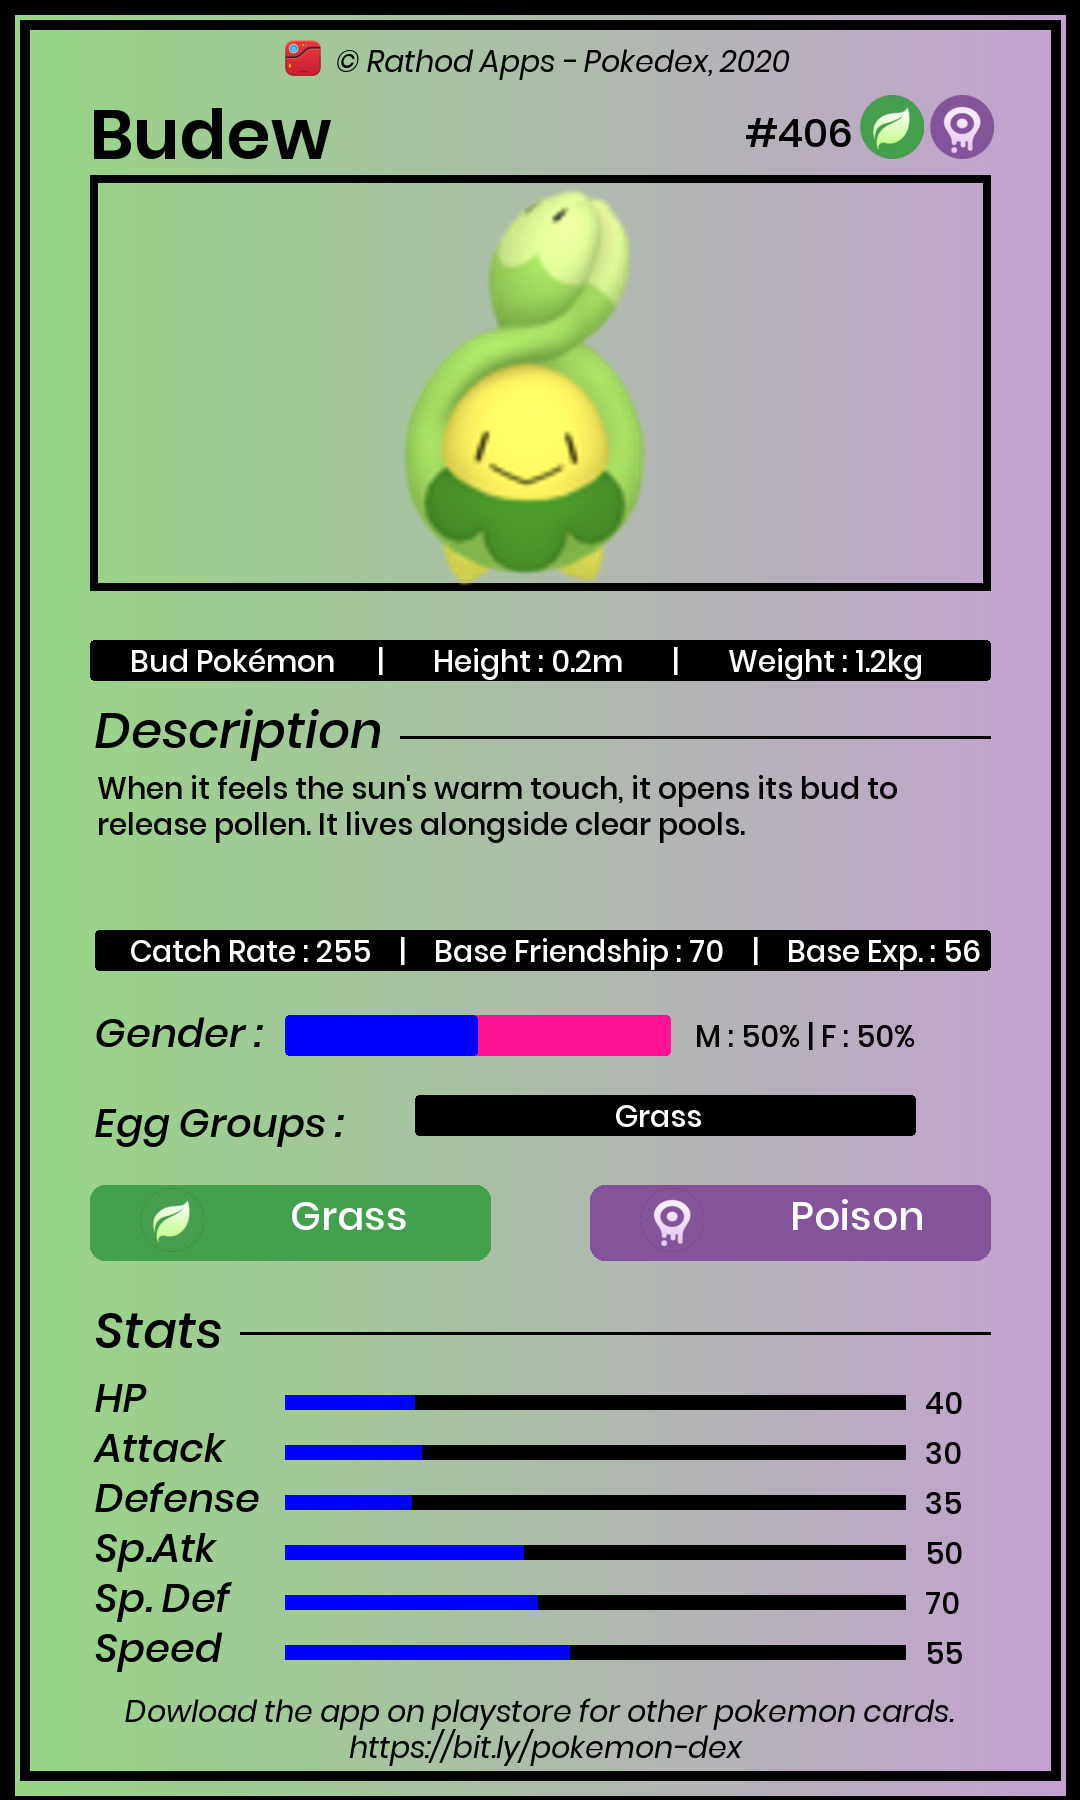 © Rathod Apps - Pokedex, 2020
Budew
#406
Bud Pokémon | Height : 0.2m | Weight : 1.2kg
Description
When it feels the sun's warm touch, it opens its bud to
release pollen. It lives alongside clear pools.
Catch Rate : 255 | Base Friendship : 70 | Base Exp. : 56
Gender : M : 50% | F : 50%
Egg Groups : Grass
Grass Poison
Stats
HP 40
Attack 30
Defense 35
Sp.Atk 50
Sp. Def 70
Speed 55
Dowload the app on playstore for other pokemon cards.
https://bit.ly/pokemon-dex